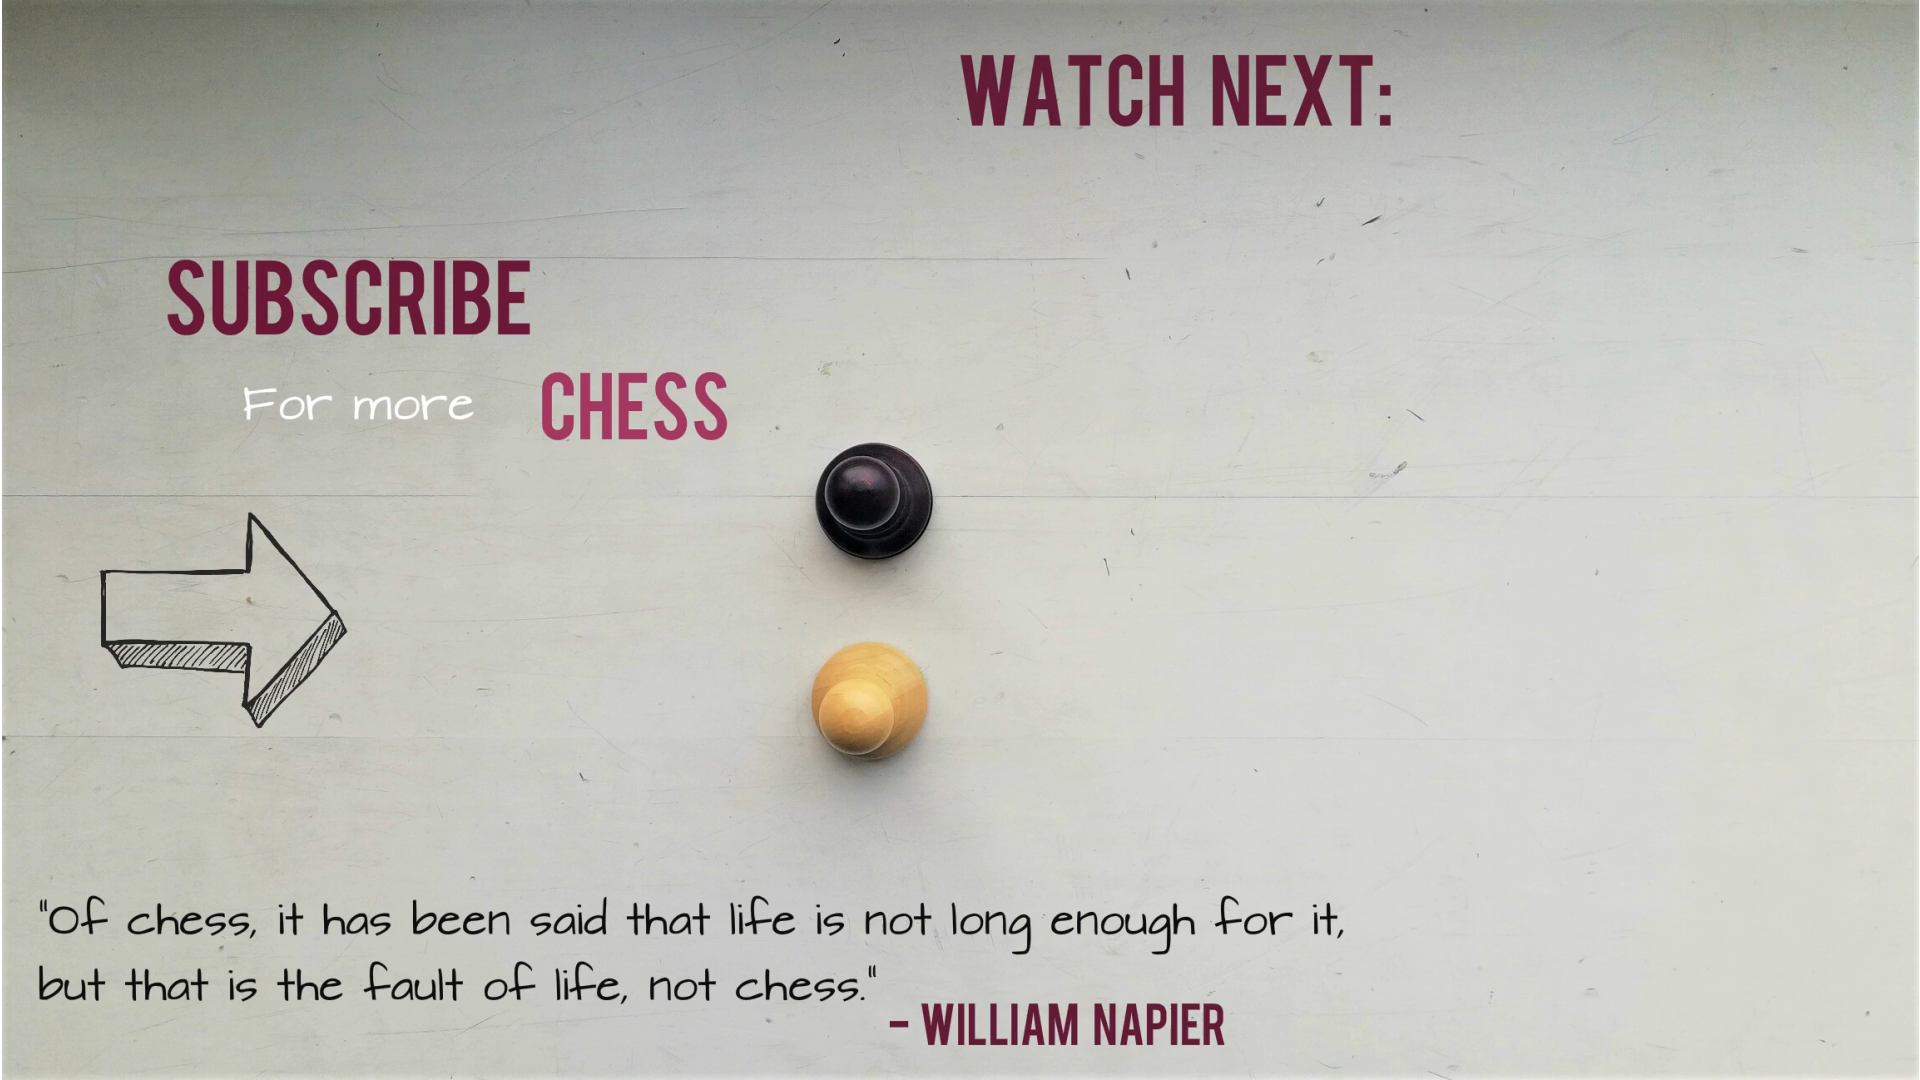 WATCH NEXT:
SUBSCRIBE
For more CHESS
"Of chess, it has been said that life is not long enough for it,
but that is the fault of life, not chess."
- WILLIAM NAPIER